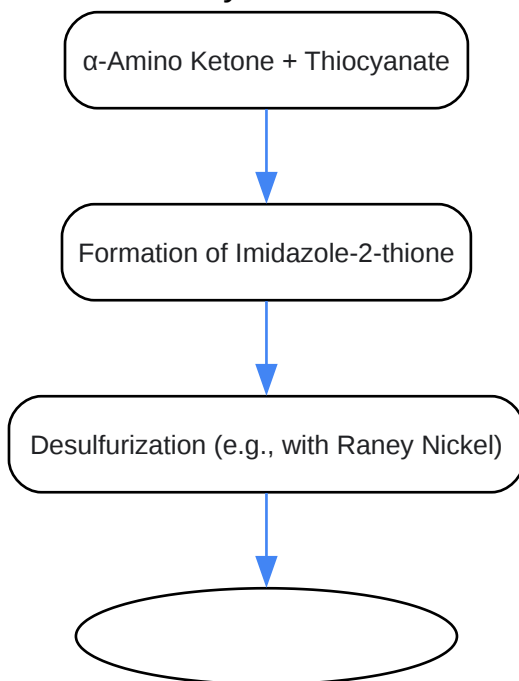 α-Amino Ketone + Thiocyanate
Formation of Imidazole-2-thione
Desulfurization (e.g., with Raney Nickel)